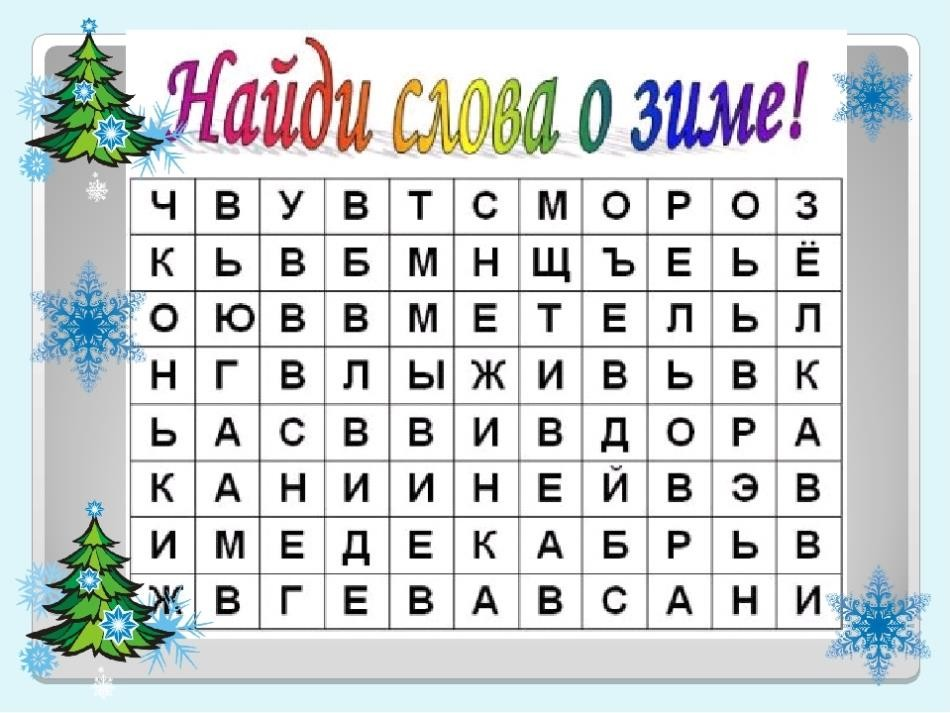 Найди слова о зиме!
Ч В У В Т С М О Р О З
К Ь В Б М Н Щ Ъ Е Ь Ё
О Ю В В М Е Т Е Л Ь Л
Н Г В Л Ы Ж И В Ь В К
Ь А С В В И В Д О Р А
К А Н И И Н Е Й В Э В
И М Е Д Е К А Б Р Ь В
Ж В Г Е В А В С А Н И